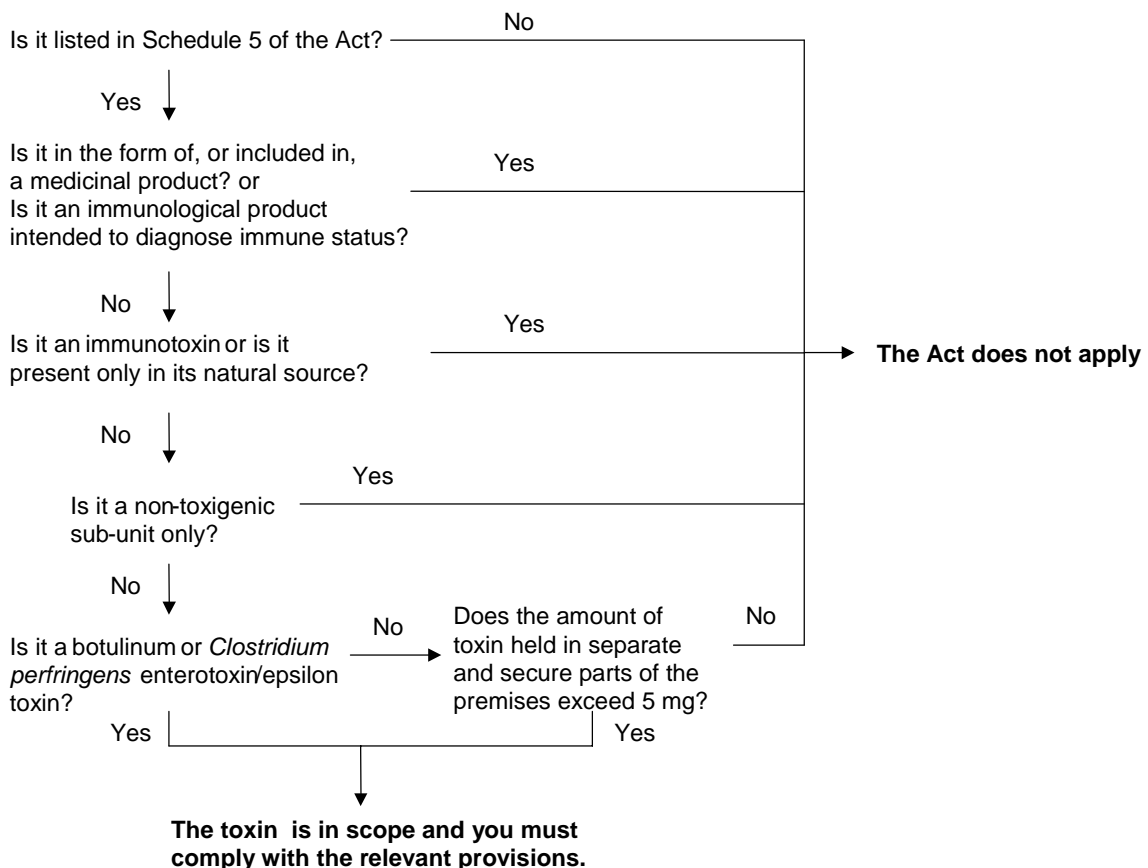 No
Is it listed in Schedule 5 of the Act?
Yes
Is it in the form of, or included in,
a medicinal product? or
Is it an immunological product
intended to diagnose immune status?
Yes
No
Is it an immunotoxin or is it
present only in its natural source?
Yes
The Act does not apply
No
Is it a non-toxigenic
sub-unit only?
Yes
No
Is it a botulinum or Clostridium
perfringens enterotoxin/epsilon
toxin?
No
Does the amount of
toxin held in separate
and secure parts of the
premises exceed 5 mg?
No
Yes
Yes
The toxin is in scope and you must
comply with the relevant provisions.